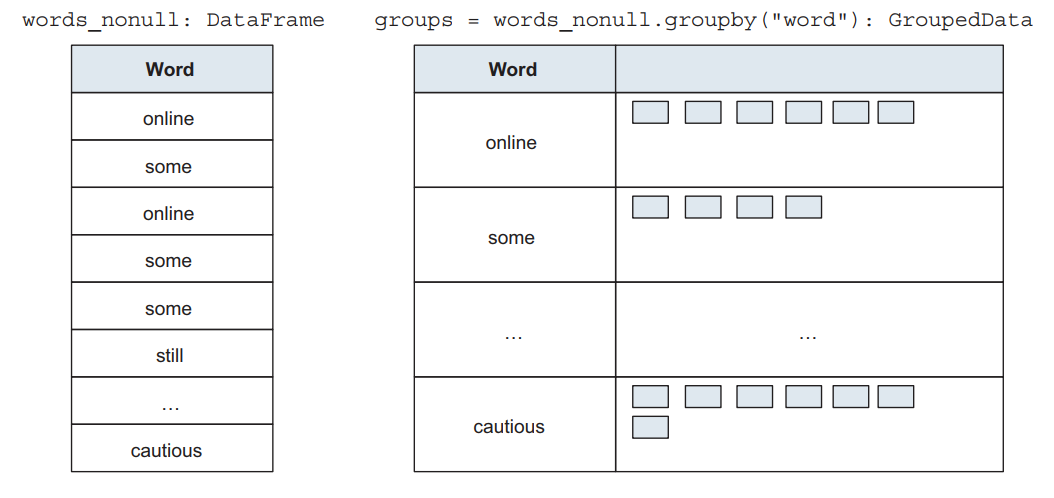 words_nonull: DataFrame
Word
online
some
online
some
some
still
...
cautious
groups = words_nonull.groupby("word"): GroupedData
Word
online
some
... ...
cautious